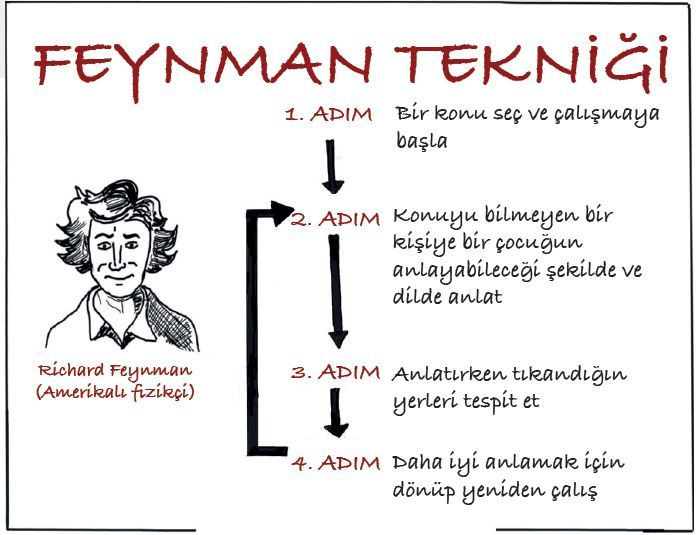 FEYNMAN TEKNİĞİ
1. ADIM Bir konu seç ve çalışmaya
başla
2. ADIM Konuyu bilmeyen bir
kişiye bir çocuğun
anlayabileceği şekilde ve
dilde anlat
Richard Feynman
(Amerikalı fizikçi)
3. ADIM Anlatırken tıkandığın
yerleri tespit et
4. ADIM Daha iyi anlamak için
dönüp yeniden çalış